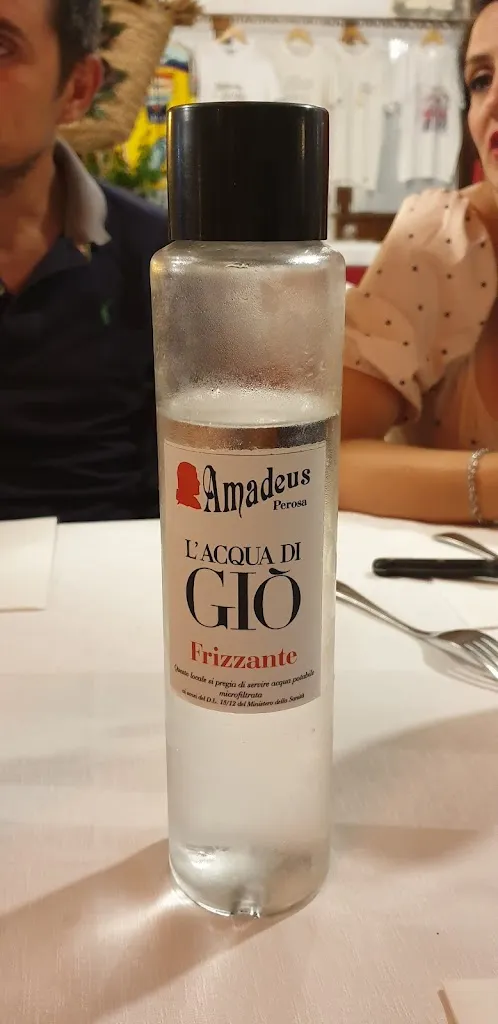 Amadeus
Perosa
L'ACQUA DI
GIÒ
Frizzante
Questo locale si pregia di servire acqua potabile
microfiltrata
ai sensi del D.L. 15/12 del Ministero della Sanità